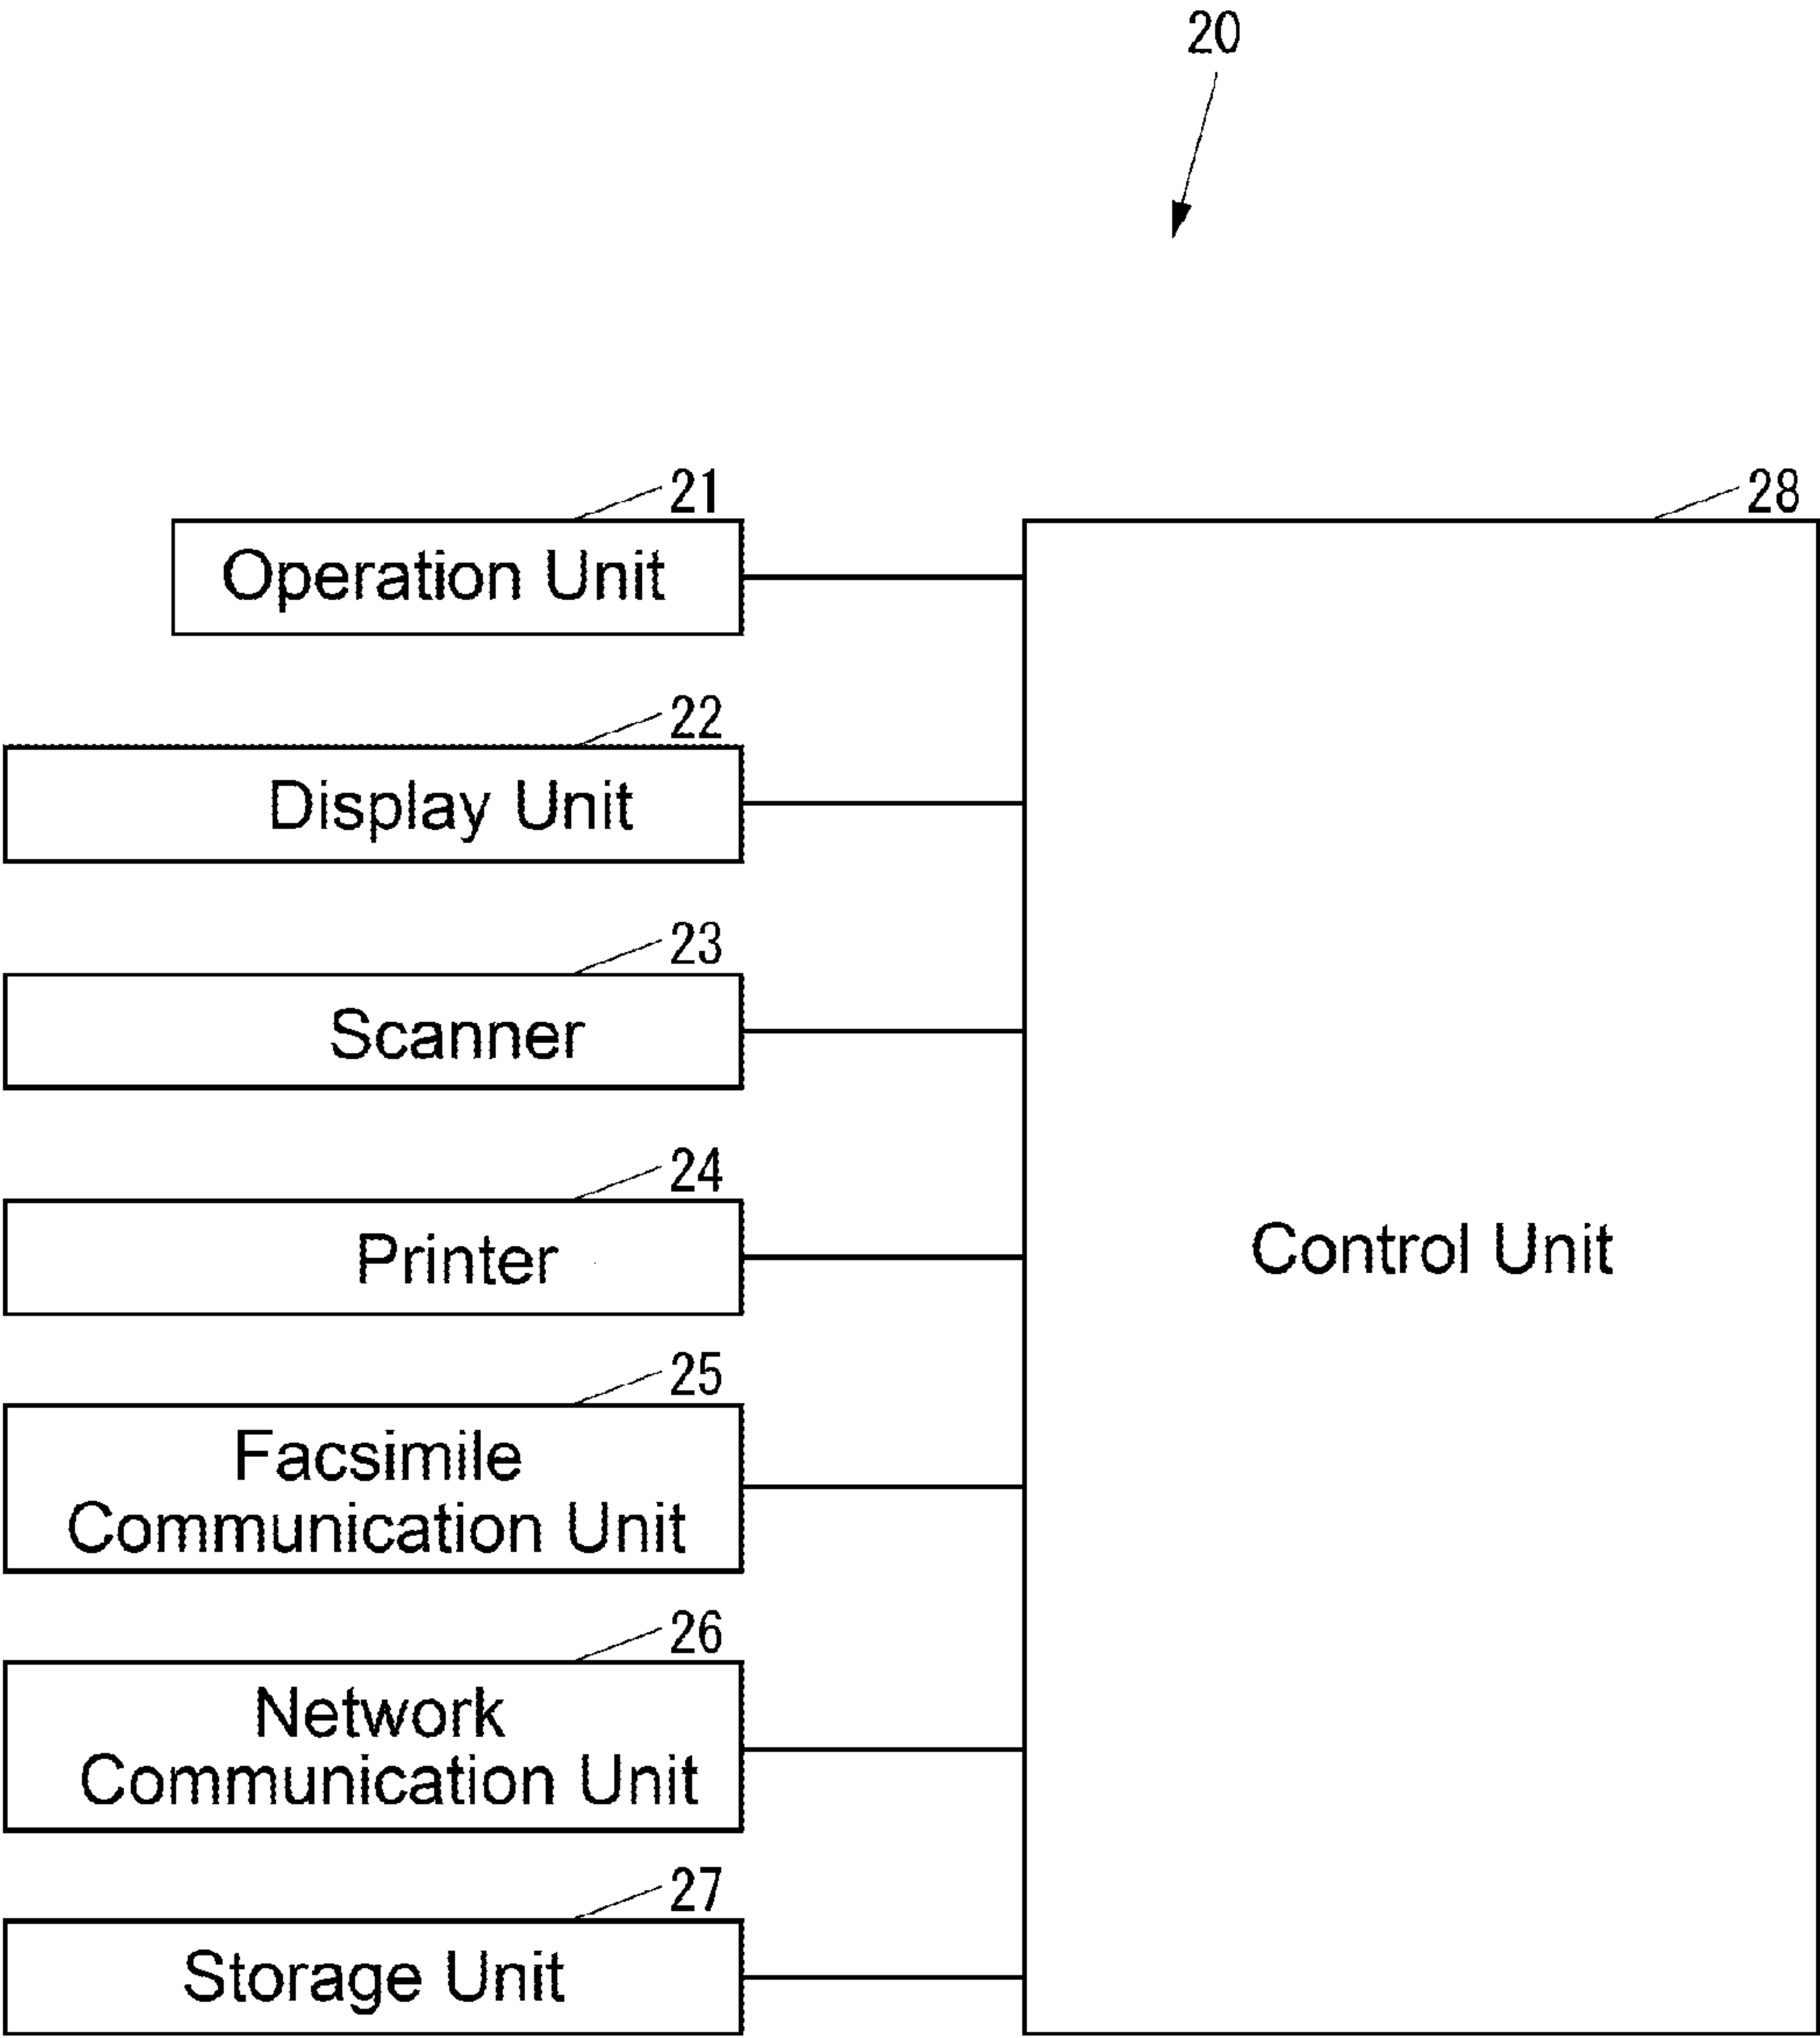 20
21
Operation Unit
22
Display Unit
23
Scanner
24
Printer
25
Facsimile
Communication Unit
26
Network
Communication Unit
27
Storage Unit
28
Control Unit